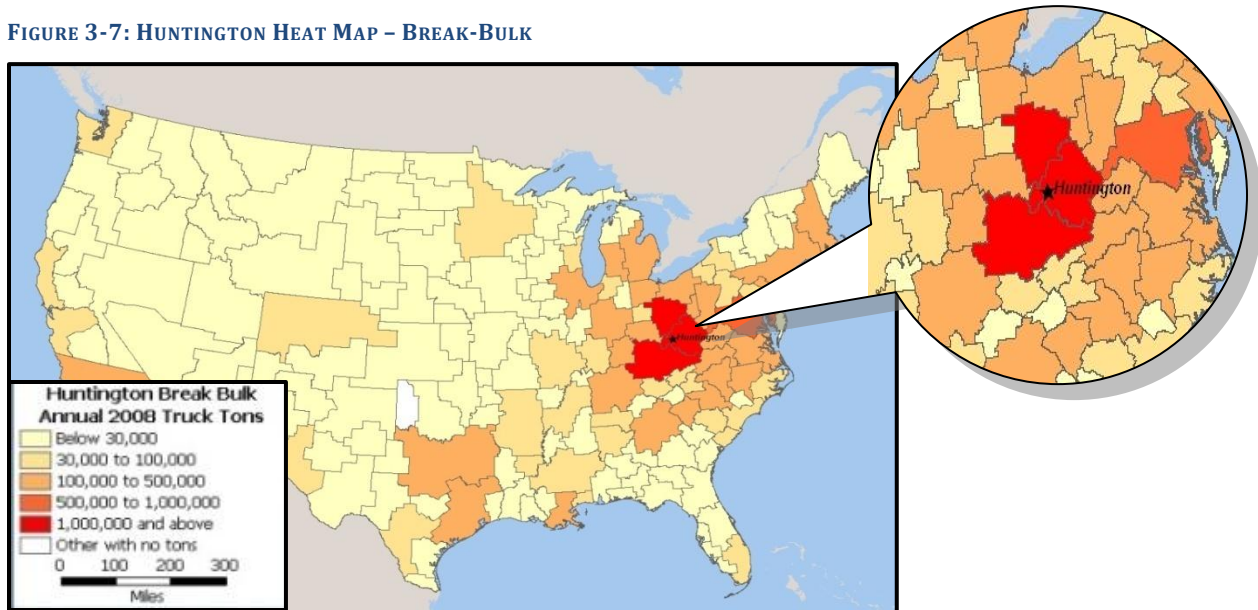 FIGURE 3-7: HUNTINGTON HEAT MAP – BREAK-BULK
Huntington
Huntington
Huntington Break Bulk
Annual 2008 Truck Tons
Below 30,000
30,000 to 100,000
100,000 to 500,000
500,000 to 1,000,000
1,000,000 and above
Other with no tons
0 100 200 300
Miles